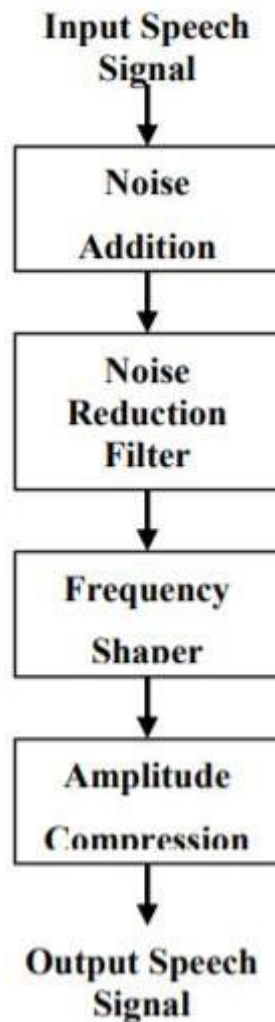 Input Speech
Signal
Noise
Addition
Noise
Reduction
Filter
Frequency
Shaper
Amplitude
Compression
Output Speech
Signal